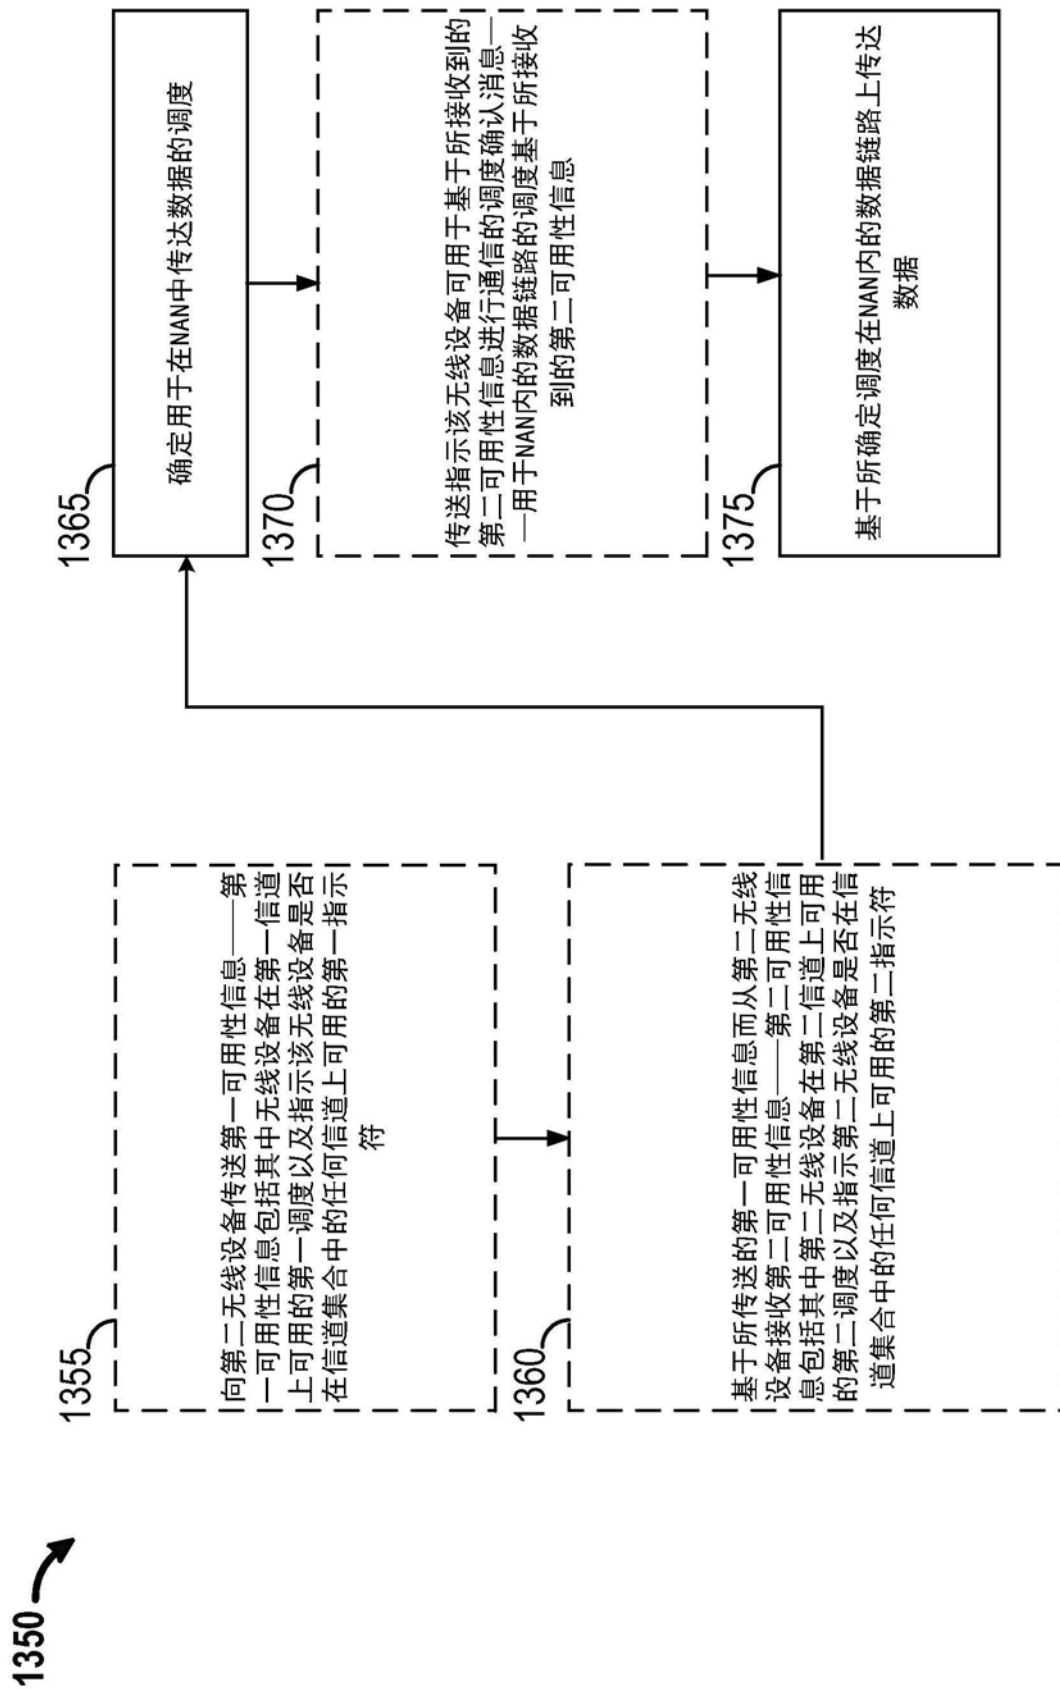 1350
1355
向第二无线设备传送第一可用性信息——第
一可用性信息包括其中无线设备在第一信道
上可用的第一调度以及指示该无线设备是否
在信道集合中的任何信道上可用的第一指示
符
1360
基于所传送的第一可用性信息而从第二无线
设备接收第二可用性信息——第二可用性信
息包括其中第二无线设备在第二信道上可用
的第二调度以及指示第二无线设备是否在信
道集合中的任何信道上可用的第二指示符
1365
确定用于在NAN中传达数据的调度
1370
传送指示该无线设备可用于基于所接收到的
第二可用性信息进行通信的调度确认消息—
—用于NAN内的数据链路的调度基于所接收
到的第二可用性信息
1375
基于所确定调度在NAN内的数据链路上传达
数据